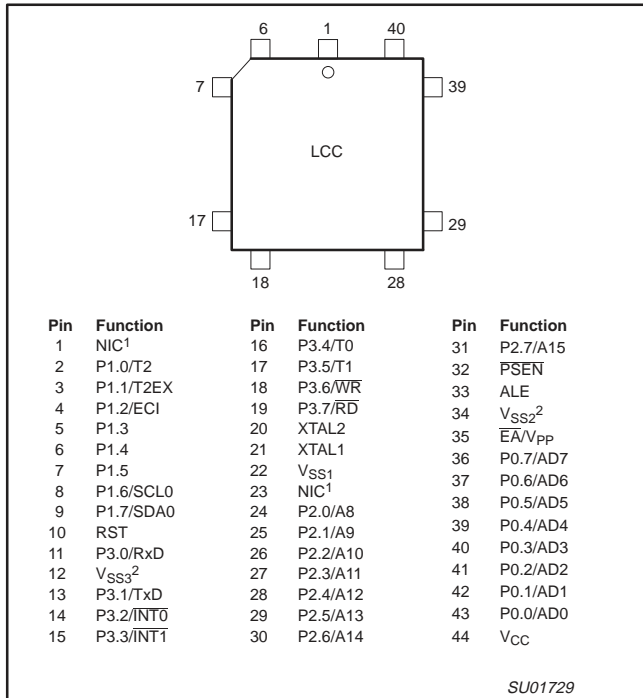 6 1 40
7 39
LCC
17 29
18 28
Pin Function
1 NIC¹
2 P1.0/T2
3 P1.1/T2EX
4 P1.2/ECI
5 P1.3
6 P1.4
7 P1.5
8 P1.6/SCL0
9 P1.7/SDA0
10 RST
11 P3.0/RxD
12 VSS3²
13 P3.1/TxD
14 P3.2/I̅N̅T̅0̅
15 P3.3/I̅N̅T̅1̅
Pin Function
16 P3.4/T0
17 P3.5/T1
18 P3.6/W̅R̅
19 P3.7/R̅D̅
20 XTAL2
21 XTAL1
22 VSS1
23 NIC¹
24 P2.0/A8
25 P2.1/A9
26 P2.2/A10
27 P2.3/A11
28 P2.4/A12
29 P2.5/A13
30 P2.6/A14
Pin Function
31 P2.7/A15
32 P̅S̅E̅N̅
33 ALE
34 VSS2²
35 E̅A̅/VPP
36 P0.7/AD7
37 P0.6/AD6
38 P0.5/AD5
39 P0.4/AD4
40 P0.3/AD3
41 P0.2/AD2
42 P0.1/AD1
43 P0.0/AD0
44 VCC
SU01729